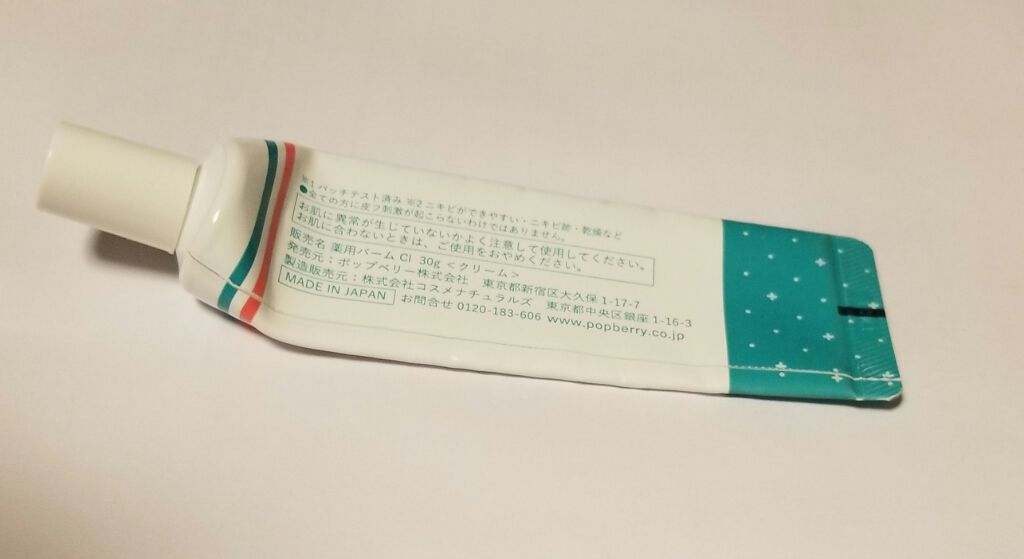 ※1 パッチテスト済み ※2 ニキビができやすい・ニキビ跡・乾燥など
●全ての方に皮フ刺激が起こらないわけではありません。
お肌に異常が生じていないかよく注意して使用してください。
お肌に合わないときは、ご使用をおやめください。
販売名 薬用バーム CI 30g <クリーム>
発売元：ポップベリー株式会社 東京都新宿区大久保 1-17-7
製造販売元：株式会社コスメナチュラルズ 東京都中央区銀座 1-16-3
MADE IN JAPAN お問合せ 0120-183-606 www.popberry.co.jp